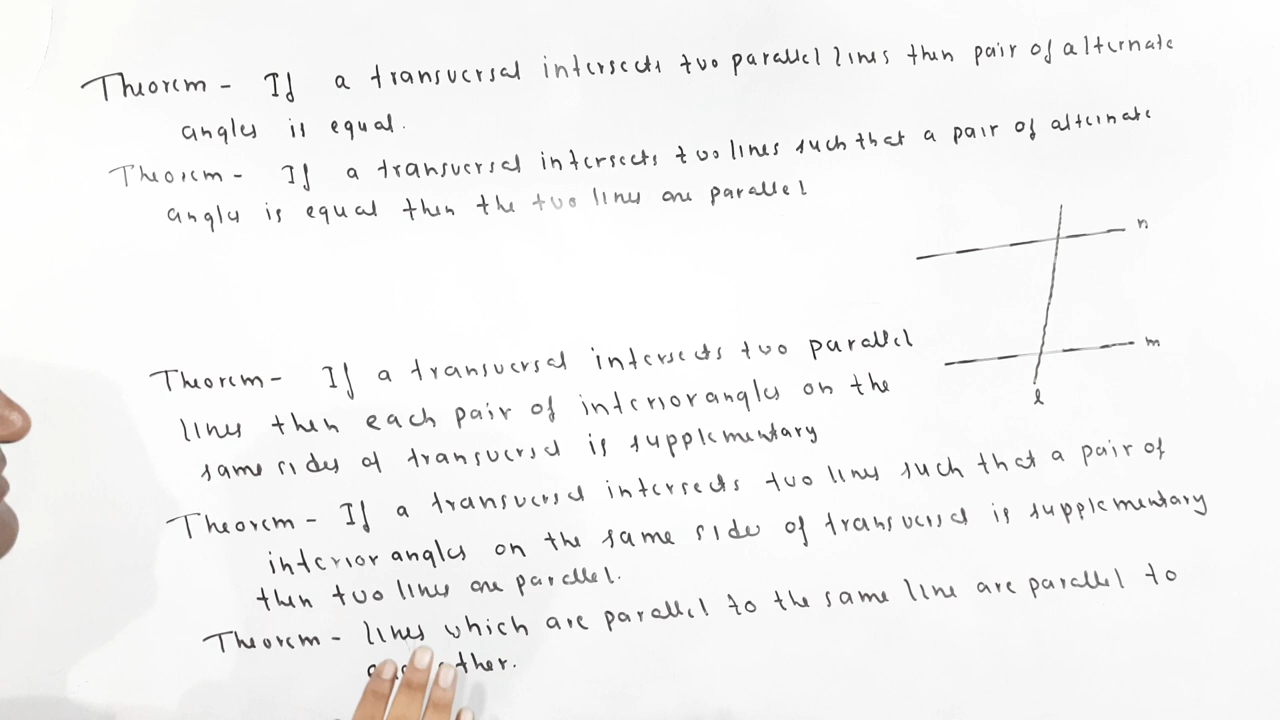 Theorem - If a transversal intersects two parallel lines then pair of alternate
angles is equal.
Theorem - If a transversal intersects two lines such that a pair of alternate
angles is equal then the two lines are parallel
n
m
l
Theorem - If a transversal intersects two parallel
lines then each pair of interior angles on the
same sides of transversal is supplementary
Theorem - If a transversal intersects two lines such that a pair of
interior angles on the same side of transversal is supplementary
then two lines are parallel.
Theorem - lines which are parallel to the same line are parallel to